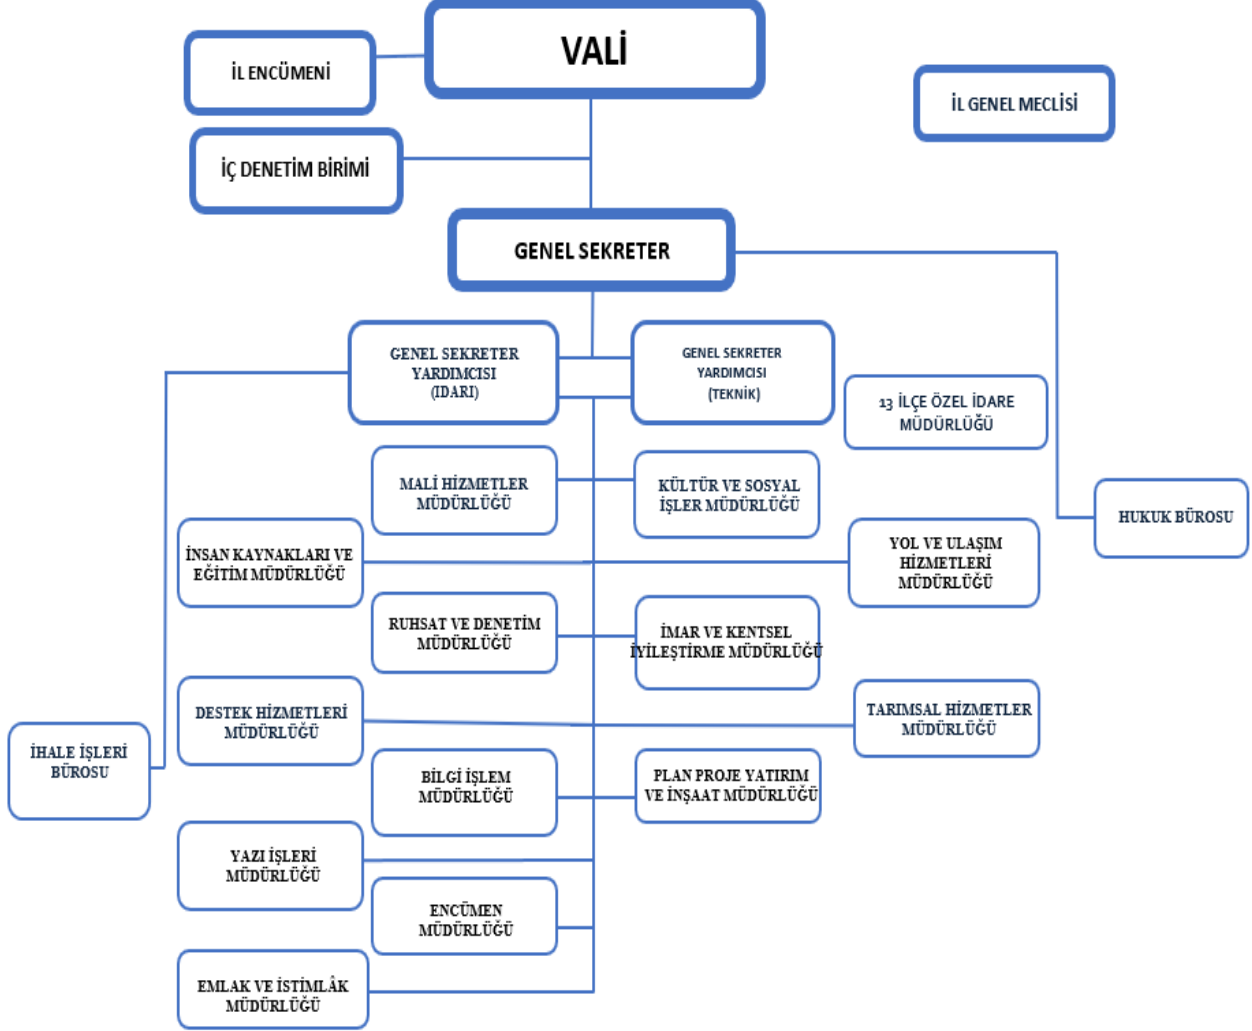 VALİ
İL ENCÜMENİ
İL GENEL MECLİSİ
İÇ DENETİM BİRİMİ
GENEL SEKRETER
GENEL SEKRETER
YARDIMCISI
(IDARI)
GENEL SEKRETER
YARDIMCISI
(TEKNİK)
13 İLÇE ÖZEL İDARE
MÜDÜRLÜĞÜ
MALİ HİZMETLER
MÜDÜRLÜĞÜ
KÜLTÜR VE SOSYAL
İŞLER MÜDÜRLÜĞÜ
HUKUK BÜROSU
İNSAN KAYNAKLARI VE
EĞİTİM MÜDÜRLÜĞÜ
YOL VE ULAŞIM
HİZMETLERİ
MÜDÜRLÜĞÜ
RUHSAT VE DENETİM
MÜDÜRLÜĞÜ
İMAR VE KENTSEL
İYİLEŞTİRME MÜDÜRLÜĞÜ
DESTEK HİZMETLERİ
MÜDÜRLÜĞÜ
TARIMSAL HİZMETLER
MÜDÜRLÜĞÜ
İHALE İŞLERİ
BÜROSU
BİLGİ İŞLEM
MÜDÜRLÜĞÜ
PLAN PROJE YATIRIM
VE İNŞAAT MÜDÜRLÜĞÜ
YAZI İŞLERİ
MÜDÜRLÜĞÜ
ENCÜMEN
MÜDÜRLÜĞÜ
EMLAK VE İSTİMLÂK
MÜDÜRLÜĞÜ